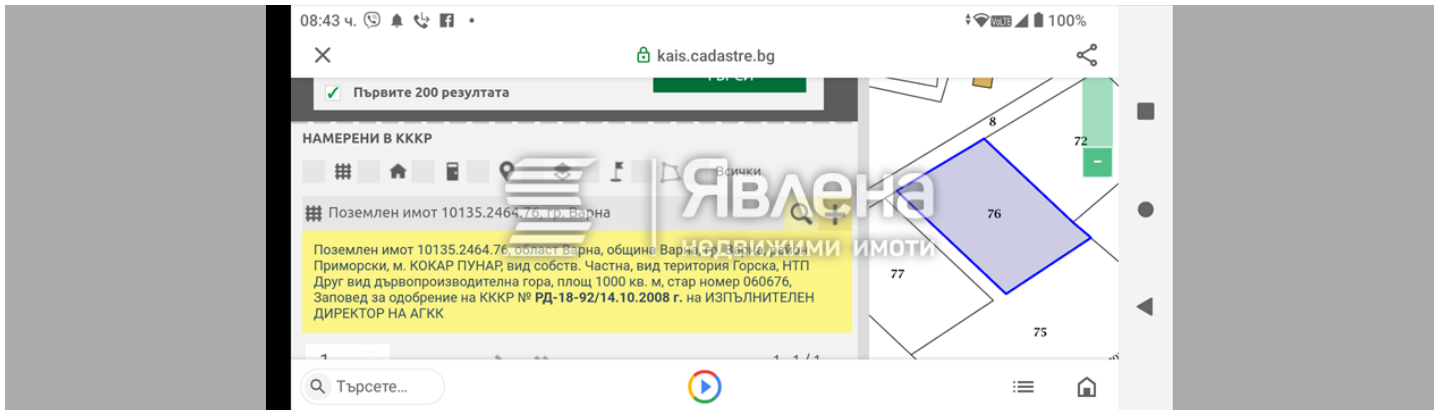 08:43 ч.
VoLTE
100%
kais.cadastre.bg
Първите 200 резултата
НАМЕРЕНИ В КККР
Всички
Поземлен имот 10135.2464.76, гр. Варна
Поземлен имот 10135.2464.76, област Варна, община Варна, гр. Варна, район
Приморски, м. КОКАР ПУНАР, вид собств. Частна, вид територия Горска, НТП
Друг вид дървопроизводителна гора, площ 1000 кв. м, стар номер 060676,
Заповед за одобрение на КККР № РД-18-92/14.10.2008 г. на ИЗПЪЛНИТЕЛЕН
ДИРЕКТОР НА АГКК
Явлена
недвижими имоти
8
72
76
77
75
Търсете...